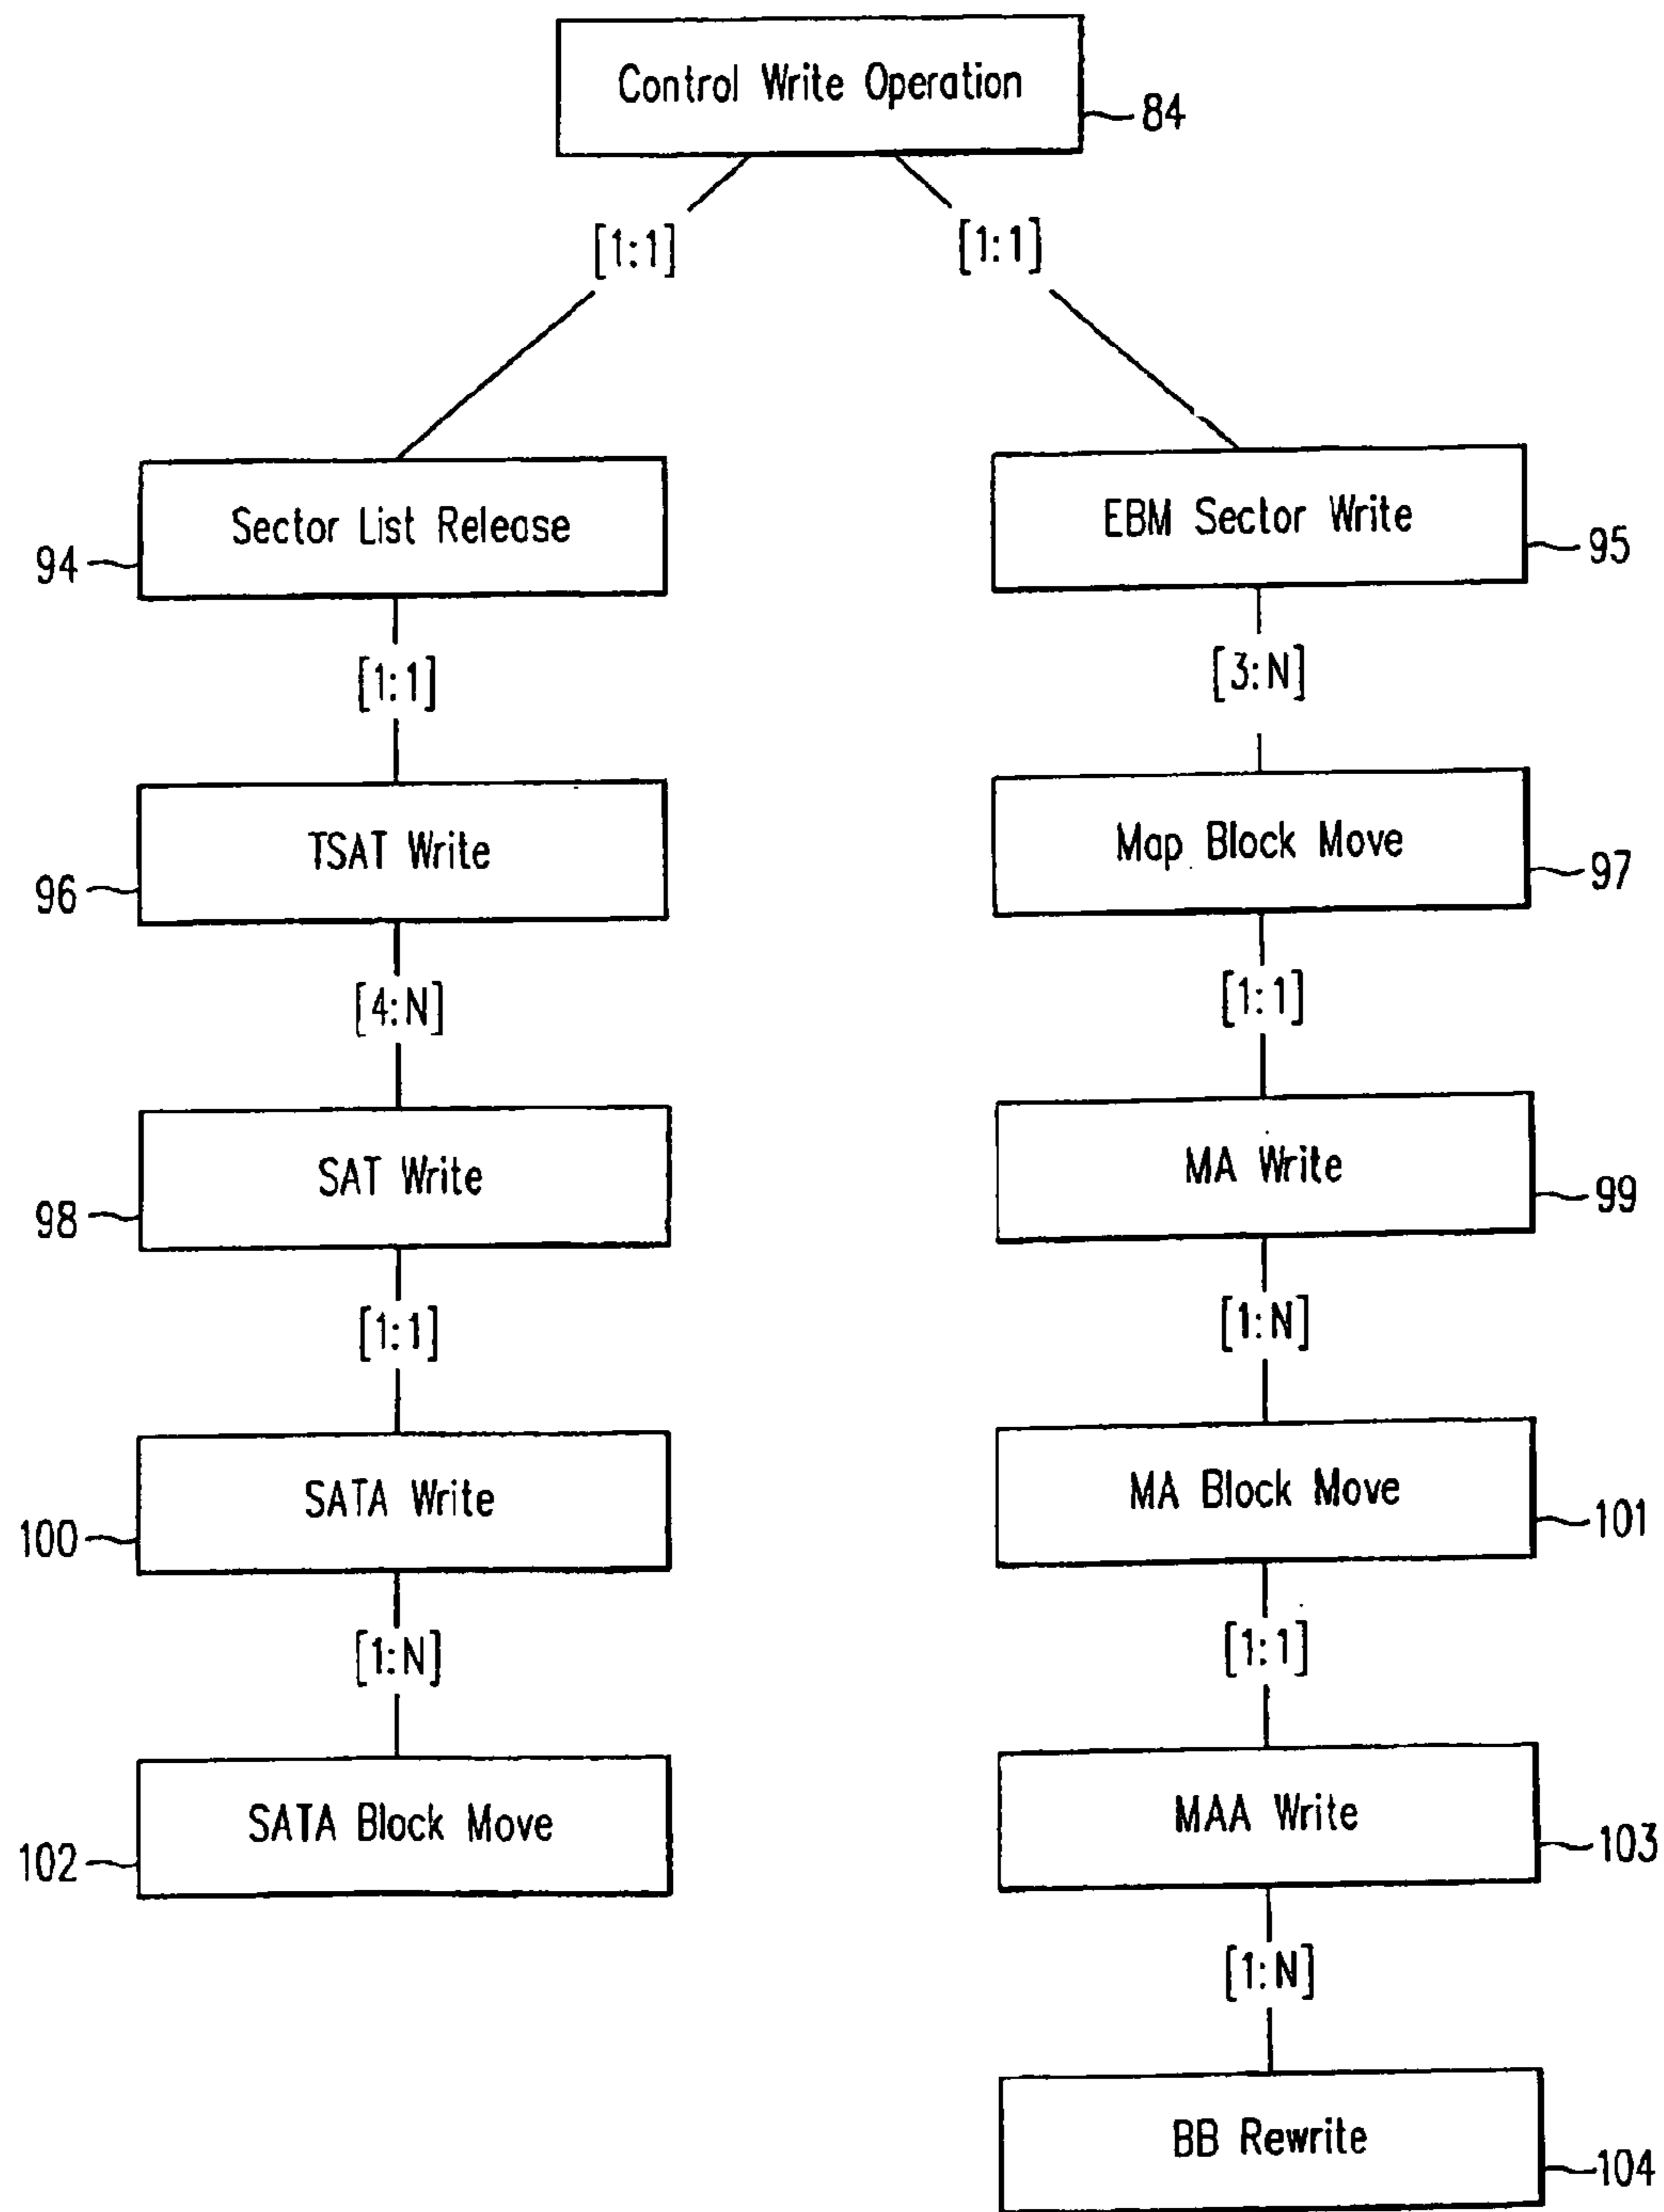 Control Write Operation
84
[1:1]
[1:1]
Sector List Release
94
EBM Sector Write
95
[1:1]
[3:N]
TSAT Write
96
Map Block Move
97
[4:N]
[1:1]
SAT Write
98
MA Write
99
[1:1]
[1:N]
SATA Write
100
MA Block Move
101
[1:N]
[1:1]
SATA Block Move
102
MAA Write
103
[1:N]
BB Rewrite
104